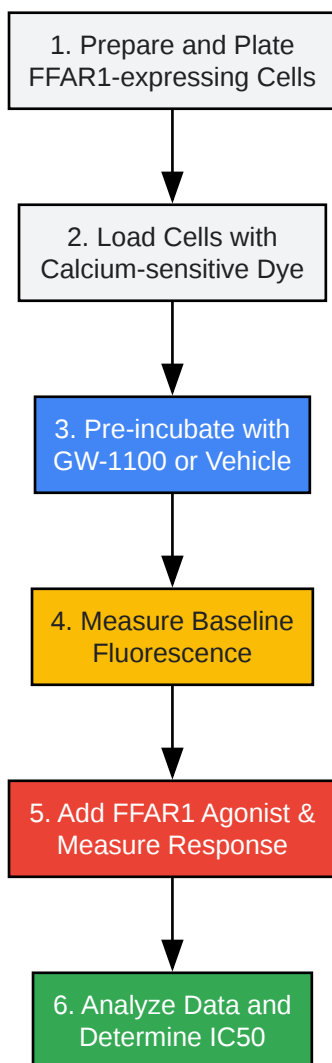 1. Prepare and Plate
FFAR1-expressing Cells
2. Load Cells with
Calcium-sensitive Dye
3. Pre-incubate with
GW-1100 or Vehicle
4. Measure Baseline
Fluorescence
5. Add FFAR1 Agonist &
Measure Response
6. Analyze Data and
Determine IC50